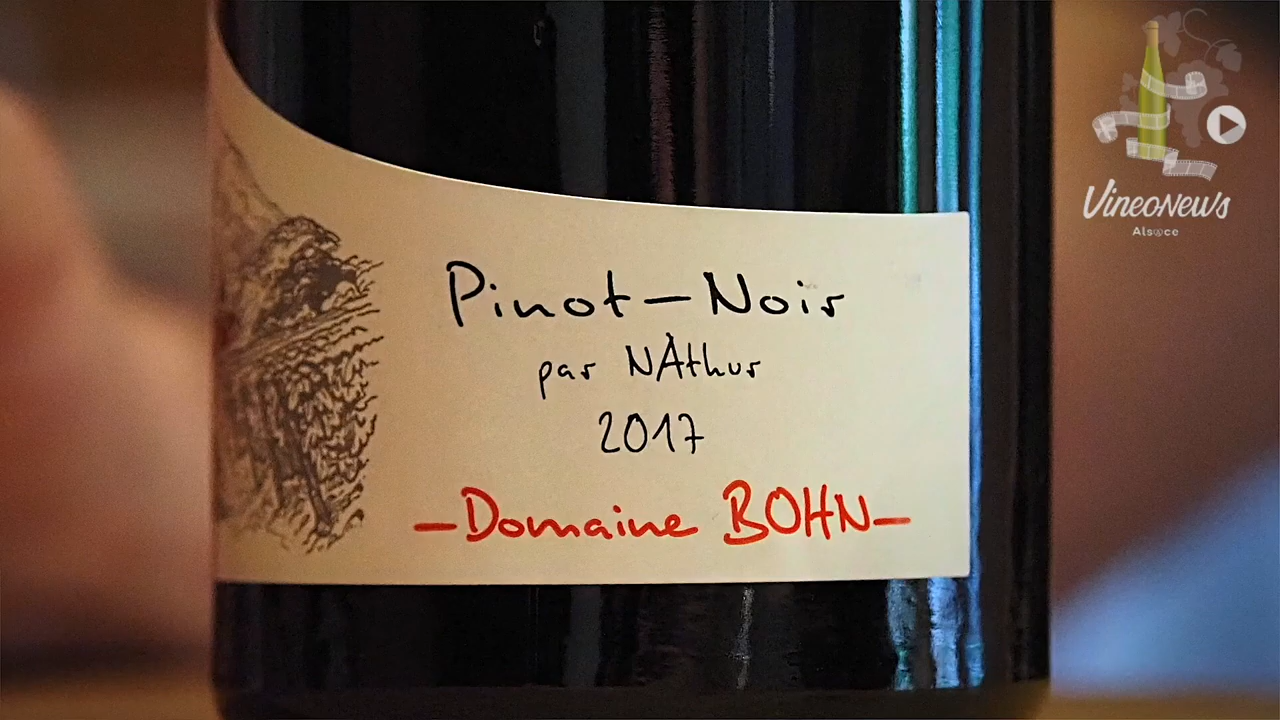 Pinot-Noir
par NAthur
2017
-Domaine BOHN-
VineoNews
Alsace